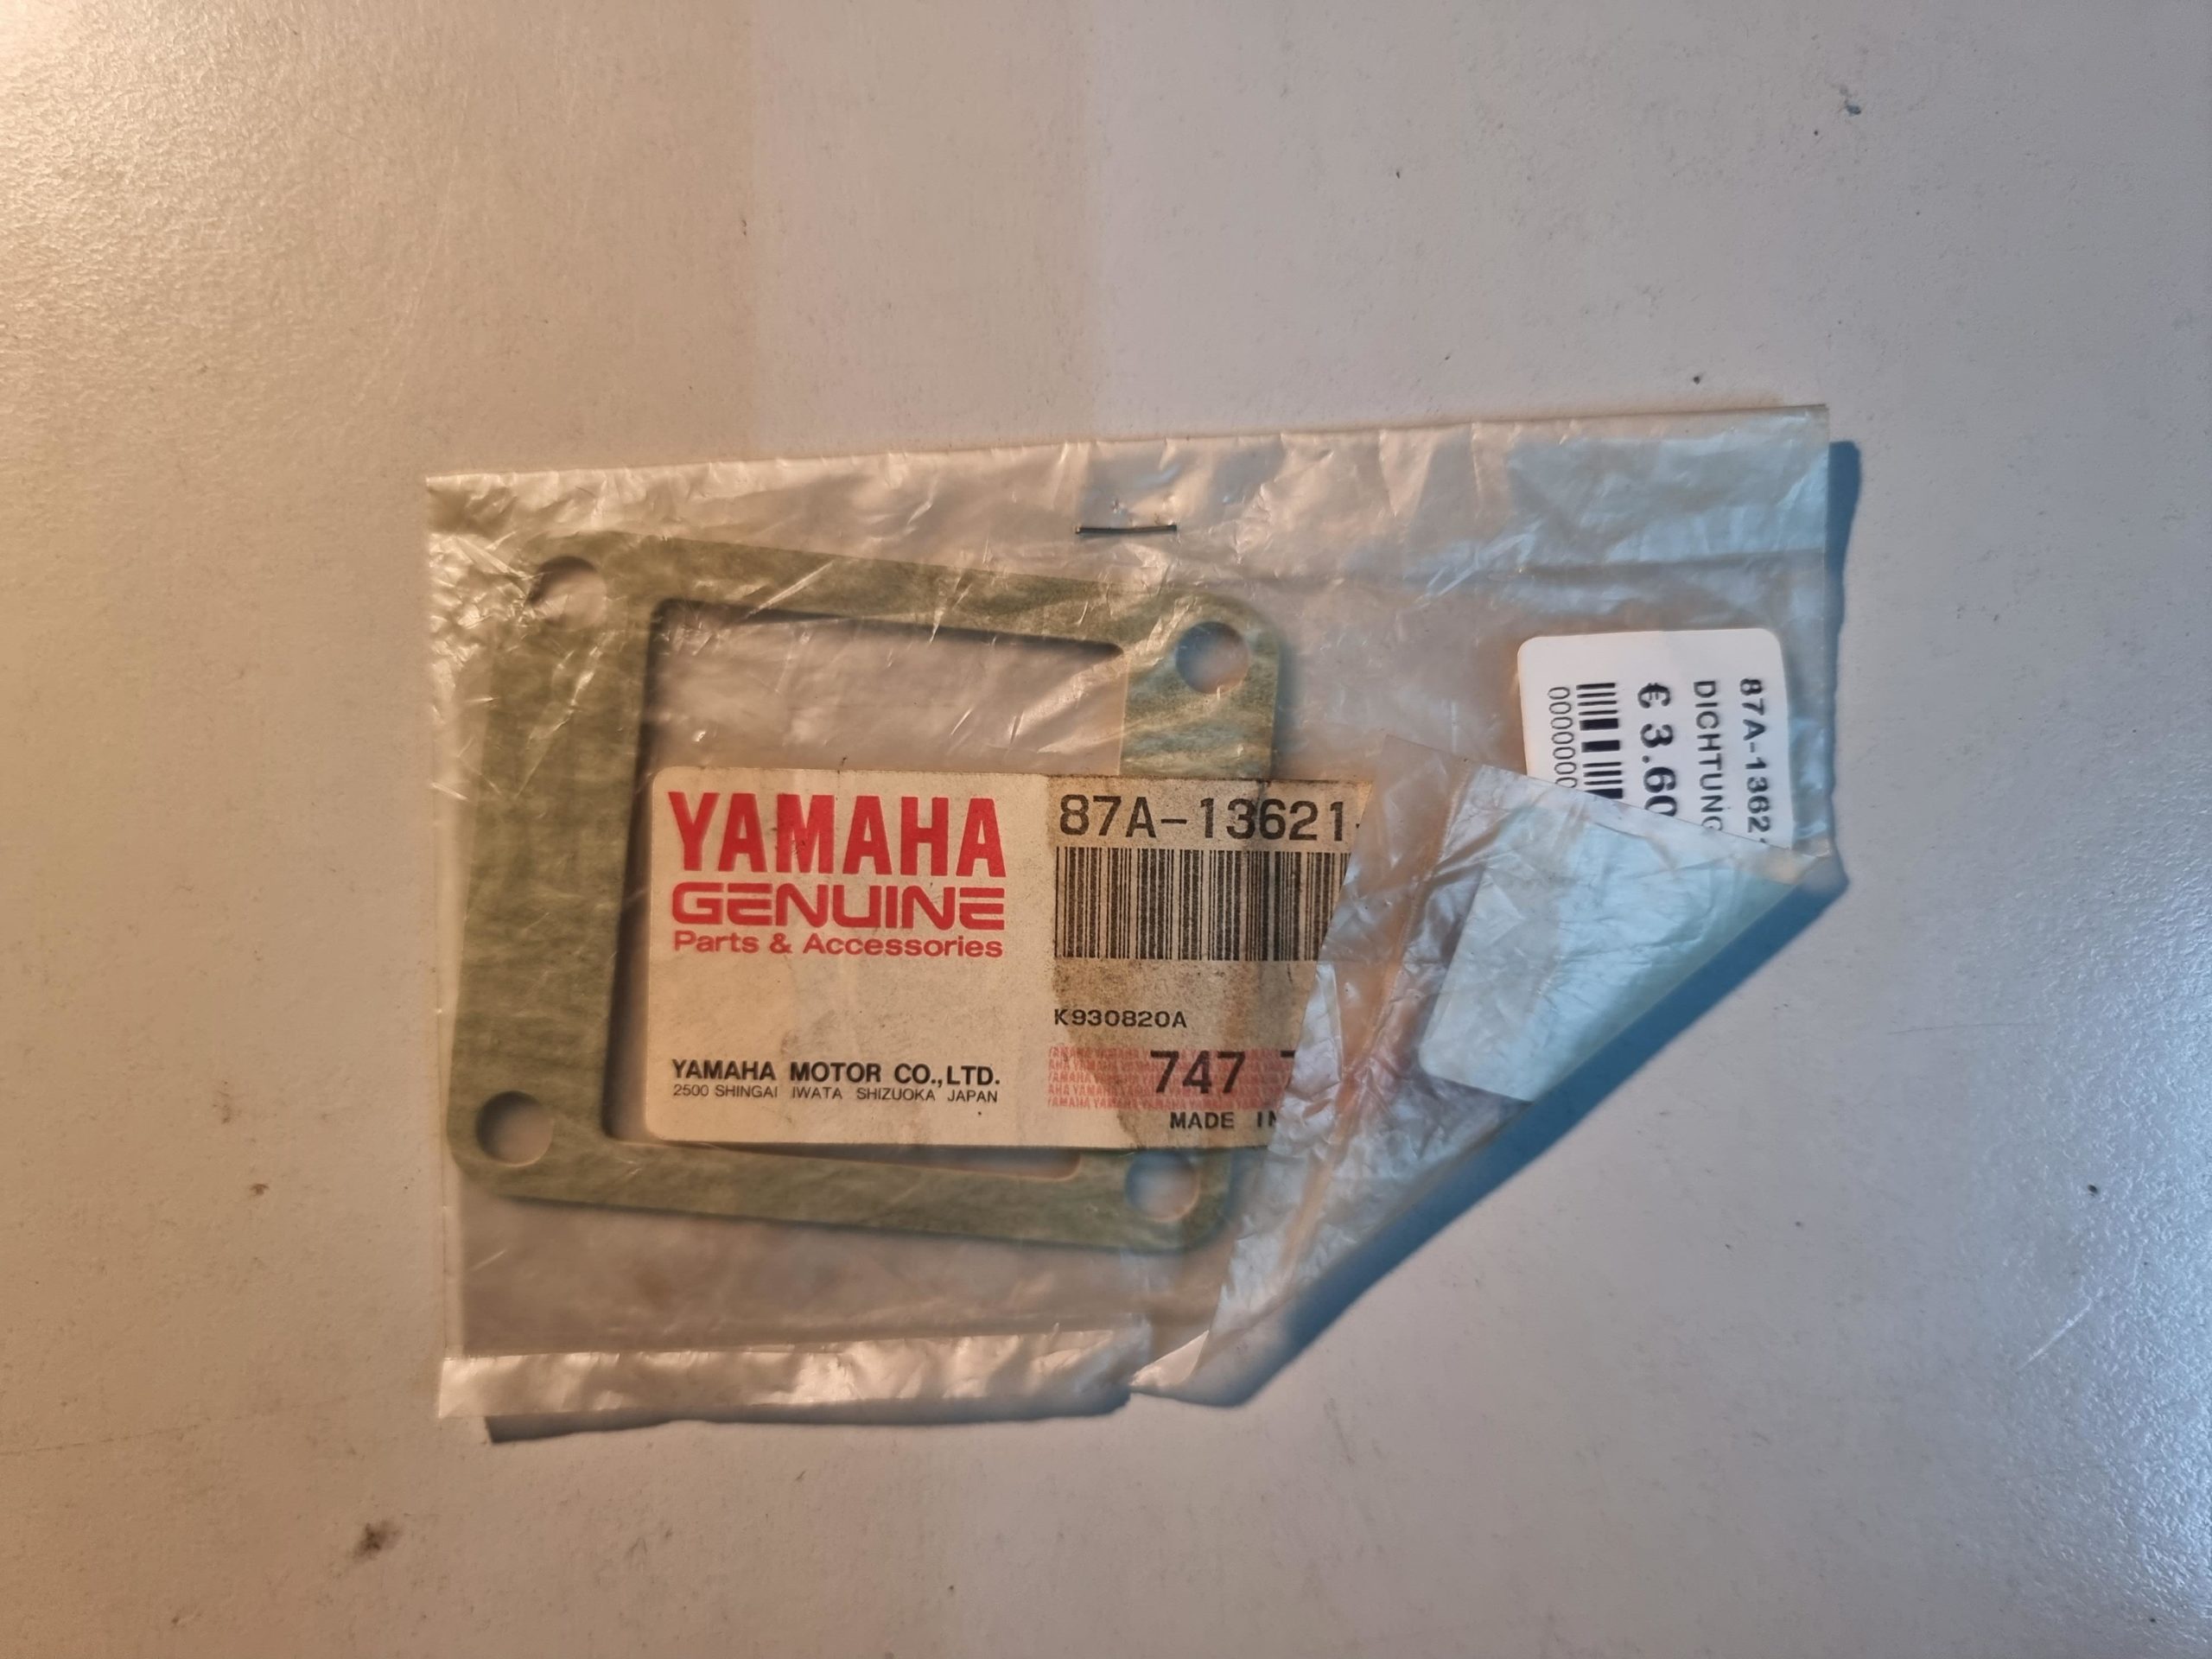 YAMAHA
GENUINE
Parts & Accessories
YAMAHA MOTOR CO., LTD.
2500 SHINGAI IWATA SHIZUOKA JAPAN
87A-13621-
K930820A
747
MADE IN
87A-1362
DICHTUNG
€ 3.60
0000000